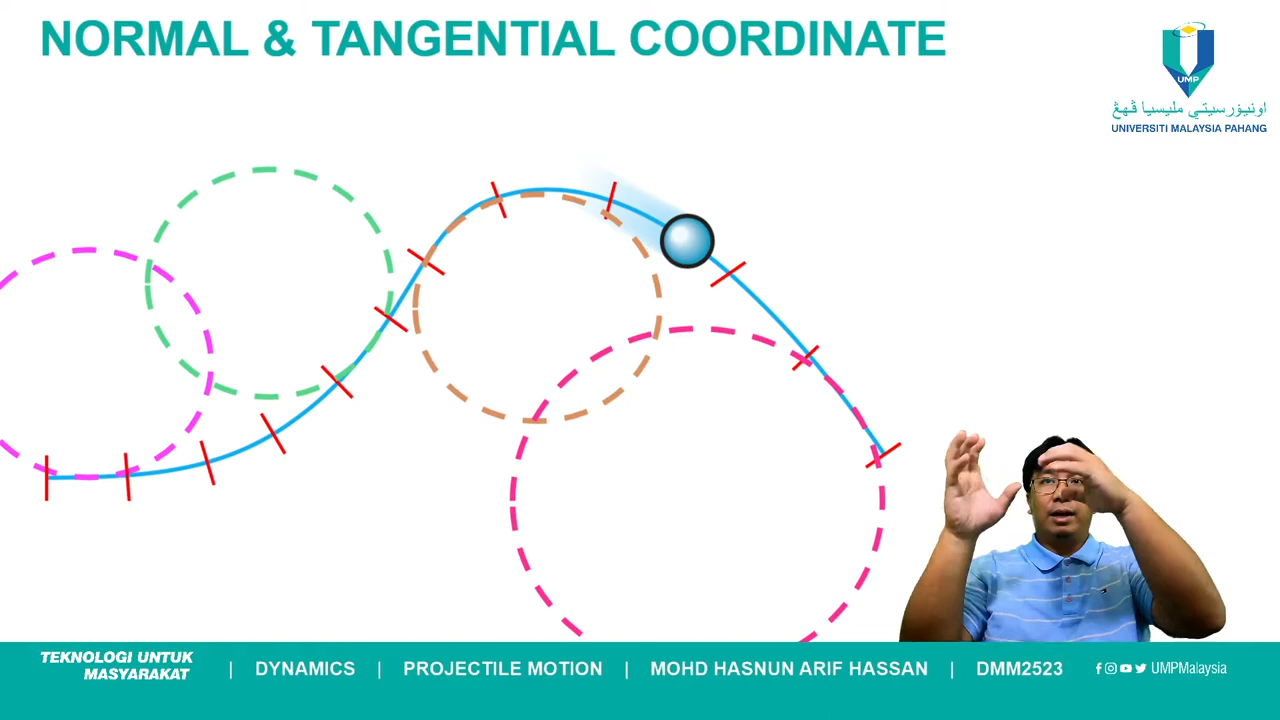 NORMAL & TANGENTIAL COORDINATE
UMP
اونيۏرسيتي مليسيا ڤهڠ
UNIVERSITI MALAYSIA PAHANG
TEKNOLOGI UNTUK
MASYARAKAT
| DYNAMICS | PROJECTILE MOTION | MOHD HASNUN ARIF HASSAN | DMM2523
UMPMalaysia